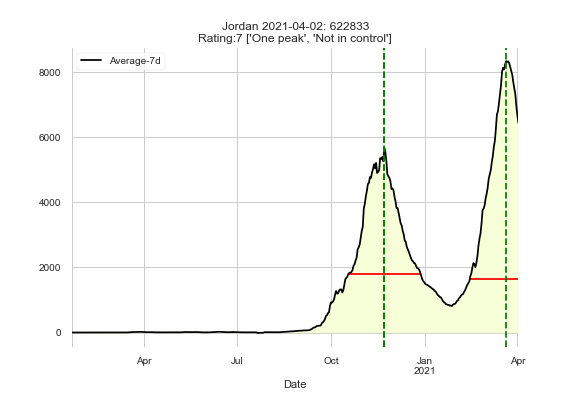 Jordan 2021-04-02: 622833
Rating:7 ['One peak', 'Not in control']
Average-7d
8000
6000
4000
2000
0
Apr
Jul
Oct
Jan
2021
Apr
Date